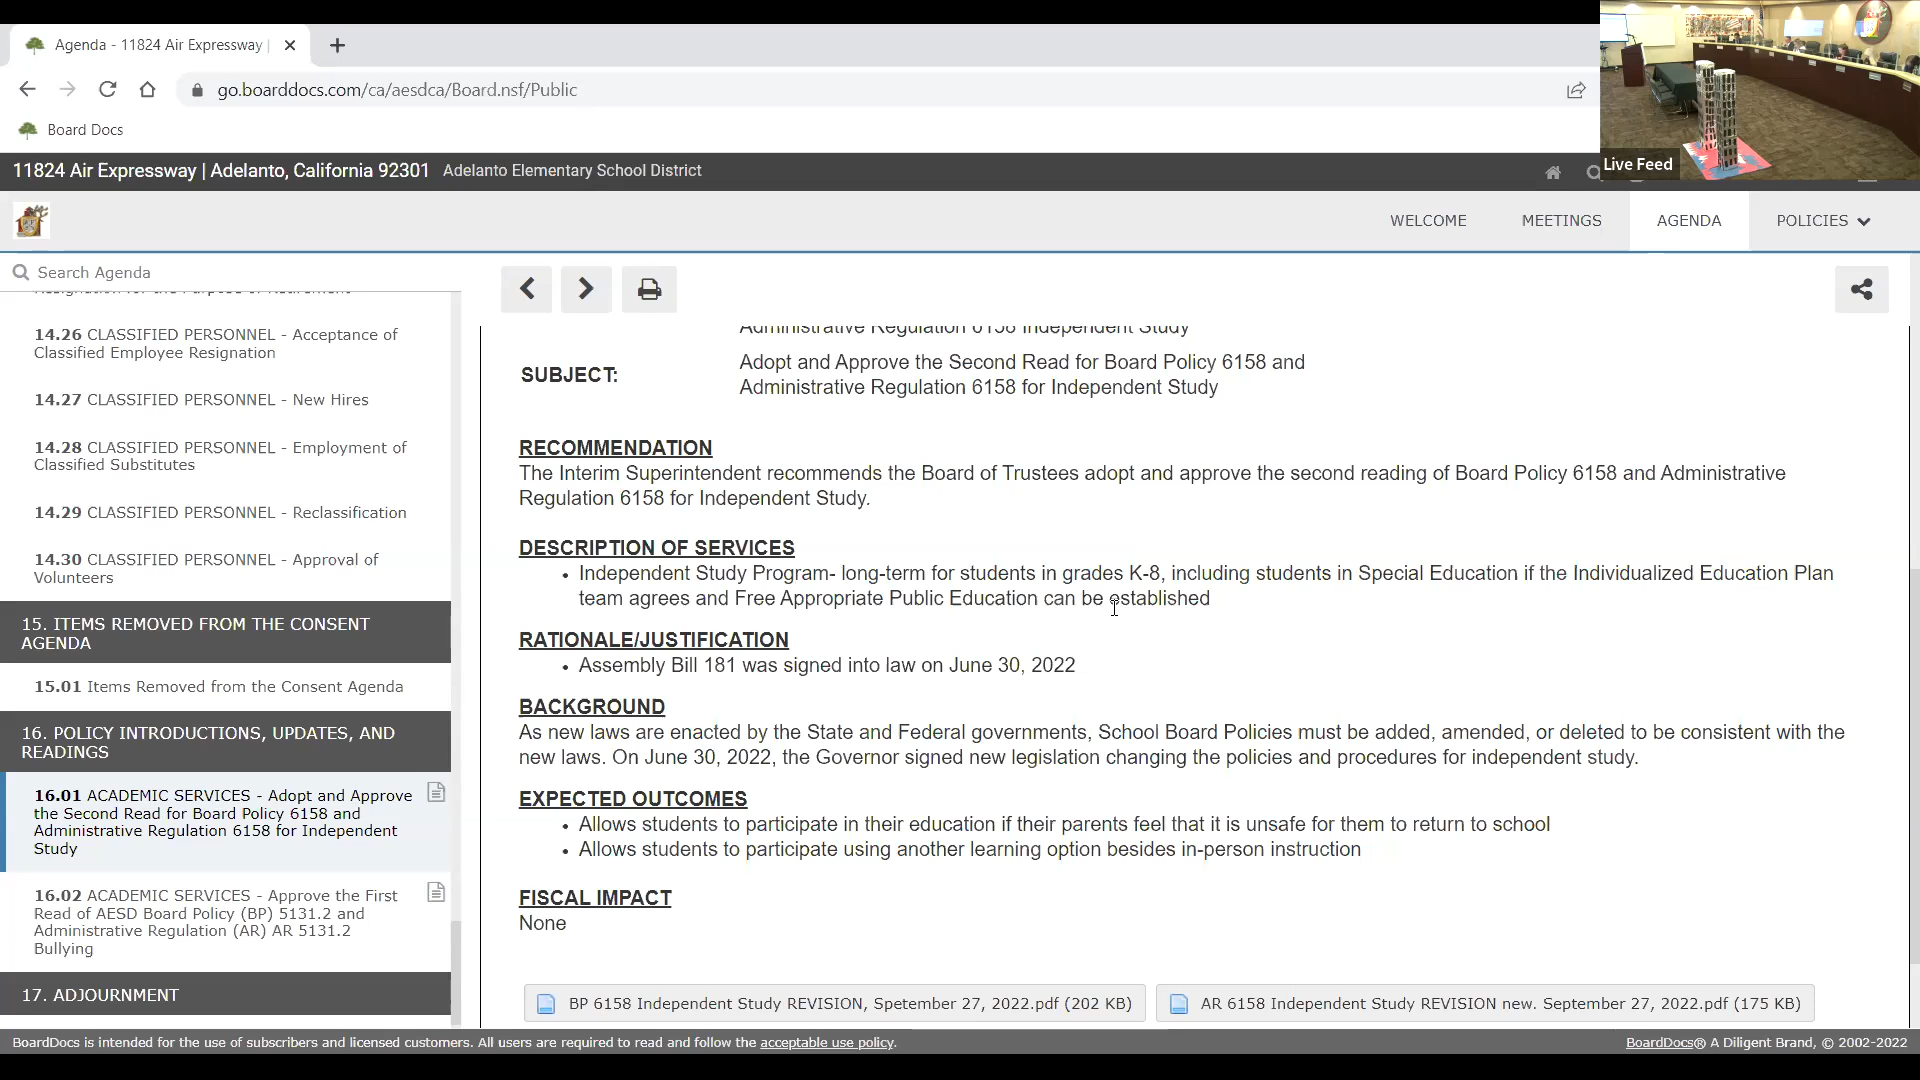 Agenda - 11824 Air Expressway |
go.boarddocs.com/ca/aesdca/Board.nsf/Public
Board Docs
Live Feed
11824 Air Expressway | Adelanto, California 92301 Adelanto Elementary School District
WELCOME MEETINGS AGENDA POLICIES
Search Agenda
Resignation for the Purpose of Retirement
14.26 CLASSIFIED PERSONNEL - Acceptance of
Classified Employee Resignation
14.27 CLASSIFIED PERSONNEL - New Hires
14.28 CLASSIFIED PERSONNEL - Employment of
Classified Substitutes
14.29 CLASSIFIED PERSONNEL - Reclassification
14.30 CLASSIFIED PERSONNEL - Approval of
Volunteers
15. ITEMS REMOVED FROM THE CONSENT
AGENDA
15.01 Items Removed from the Consent Agenda
16. POLICY INTRODUCTIONS, UPDATES, AND
READINGS
16.01 ACADEMIC SERVICES - Adopt and Approve
the Second Read for Board Policy 6158 and
Administrative Regulation 6158 for Independent
Study
16.02 ACADEMIC SERVICES - Approve the First
Read of AESD Board Policy (BP) 5131.2 and
Administrative Regulation (AR) AR 5131.2
Bullying
17. ADJOURNMENT
Administrative Regulation 6158 Independent Study
SUBJECT:
Adopt and Approve the Second Read for Board Policy 6158 and
Administrative Regulation 6158 for Independent Study
RECOMMENDATION
The Interim Superintendent recommends the Board of Trustees adopt and approve the second reading of Board Policy 6158 and Administrative
Regulation 6158 for Independent Study.
DESCRIPTION OF SERVICES
• Independent Study Program- long-term for students in grades K-8, including students in Special Education if the Individualized Education Plan
team agrees and Free Appropriate Public Education can be established
RATIONALE/JUSTIFICATION
• Assembly Bill 181 was signed into law on June 30, 2022
BACKGROUND
As new laws are enacted by the State and Federal governments, School Board Policies must be added, amended, or deleted to be consistent with the
new laws. On June 30, 2022, the Governor signed new legislation changing the policies and procedures for independent study.
EXPECTED OUTCOMES
• Allows students to participate in their education if their parents feel that it is unsafe for them to return to school
• Allows students to participate using another learning option besides in-person instruction
FISCAL IMPACT
None
BP 6158 Independent Study REVISION, Spetember 27, 2022.pdf (202 KB)
AR 6158 Independent Study REVISION new. September 27, 2022.pdf (175 KB)
BoardDocs is intended for the use of subscribers and licensed customers. All users are required to read and follow the acceptable use policy.
BoardDocs® A Diligent Brand, © 2002-2022